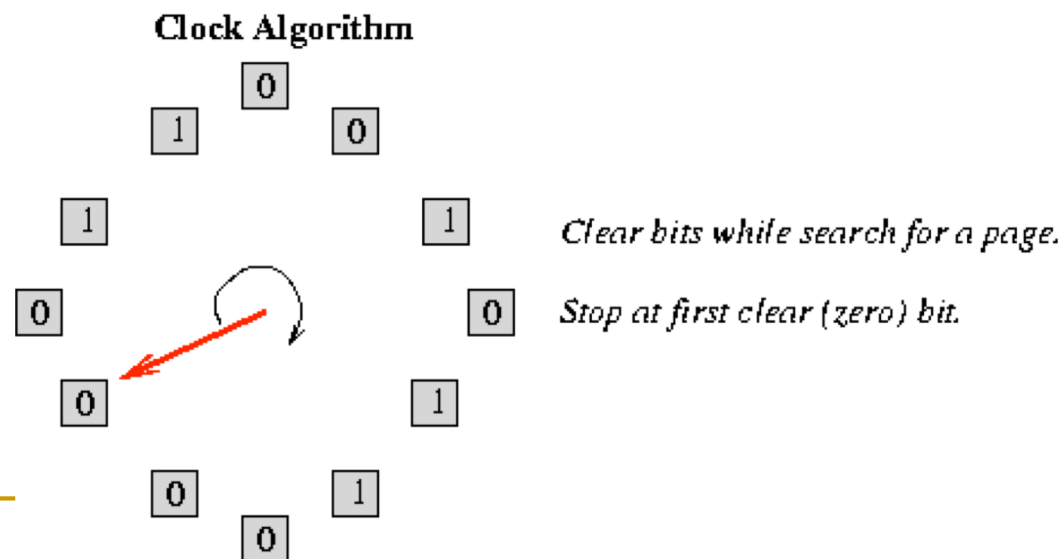 Clock Algorithm
0
1 0
1 1
Clear bits while search for a page.
0 0
Stop at first clear (zero) bit.
0 1
0 1
0